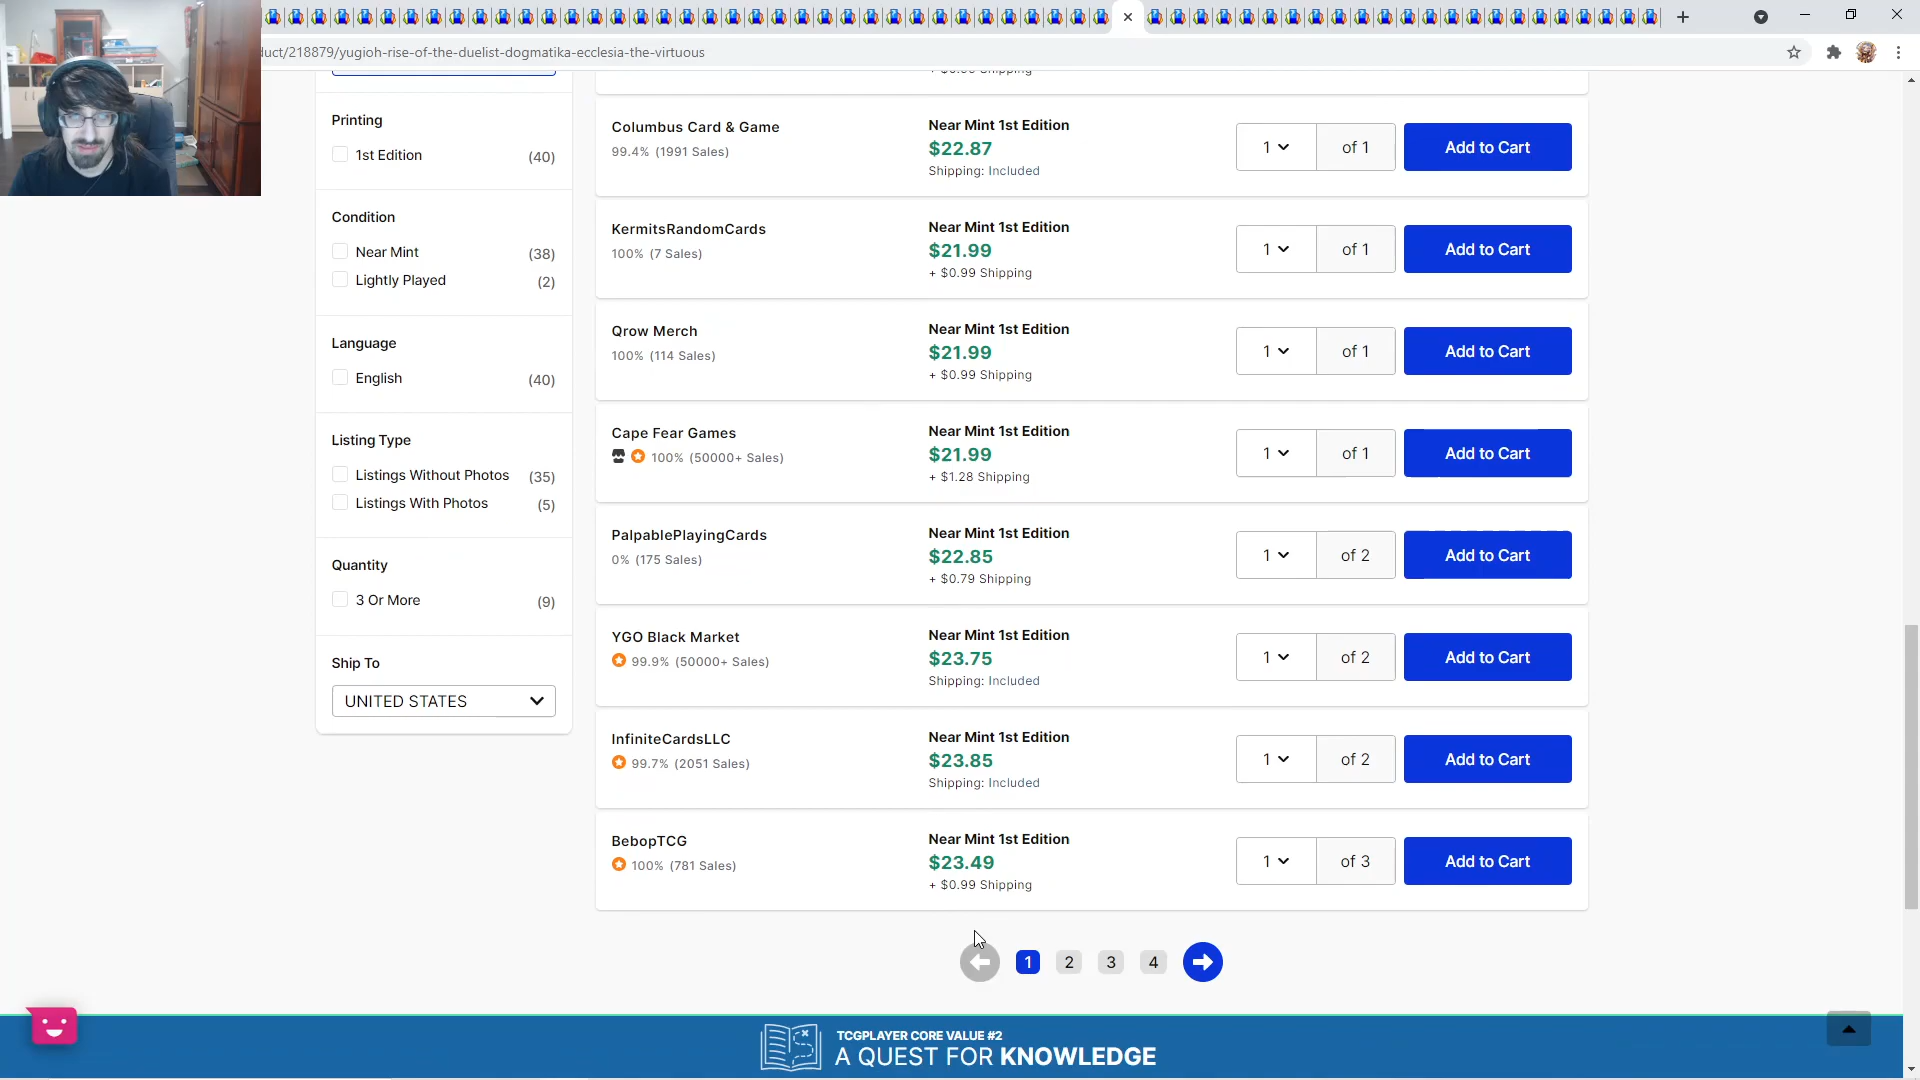 duct/218879/yugioh-rise-of-the-duelist-dogmatika-ecclesia-the-virtuous
Printing
1st Edition (40)
Condition
Near Mint (38)
Lightly Played (2)
Language
English (40)
Listing Type
Listings Without Photos (35)
Listings With Photos (5)
Quantity
3 Or More (9)
Ship To
UNITED STATES
Columbus Card & Game
99.4% (1991 Sales)
Near Mint 1st Edition
$22.87
Shipping: Included
1 of 1
Add to Cart
KermitsRandomCards
100% (7 Sales)
Near Mint 1st Edition
$21.99
+ $0.99 Shipping
1 of 1
Add to Cart
Qrow Merch
100% (114 Sales)
Near Mint 1st Edition
$21.99
+ $0.99 Shipping
1 of 1
Add to Cart
Cape Fear Games
100% (50000+ Sales)
Near Mint 1st Edition
$21.99
+ $1.28 Shipping
1 of 1
Add to Cart
PalpablePlayingCards
0% (175 Sales)
Near Mint 1st Edition
$22.85
+ $0.79 Shipping
1 of 2
Add to Cart
YGO Black Market
99.9% (50000+ Sales)
Near Mint 1st Edition
$23.75
Shipping: Included
1 of 2
Add to Cart
InfiniteCardsLLC
99.7% (2051 Sales)
Near Mint 1st Edition
$23.85
Shipping: Included
1 of 2
Add to Cart
BebopTCG
100% (781 Sales)
Near Mint 1st Edition
$23.49
+ $0.99 Shipping
1 of 3
Add to Cart
1 2 3 4
TCGPLAYER CORE VALUE #2
A QUEST FOR KNOWLEDGE